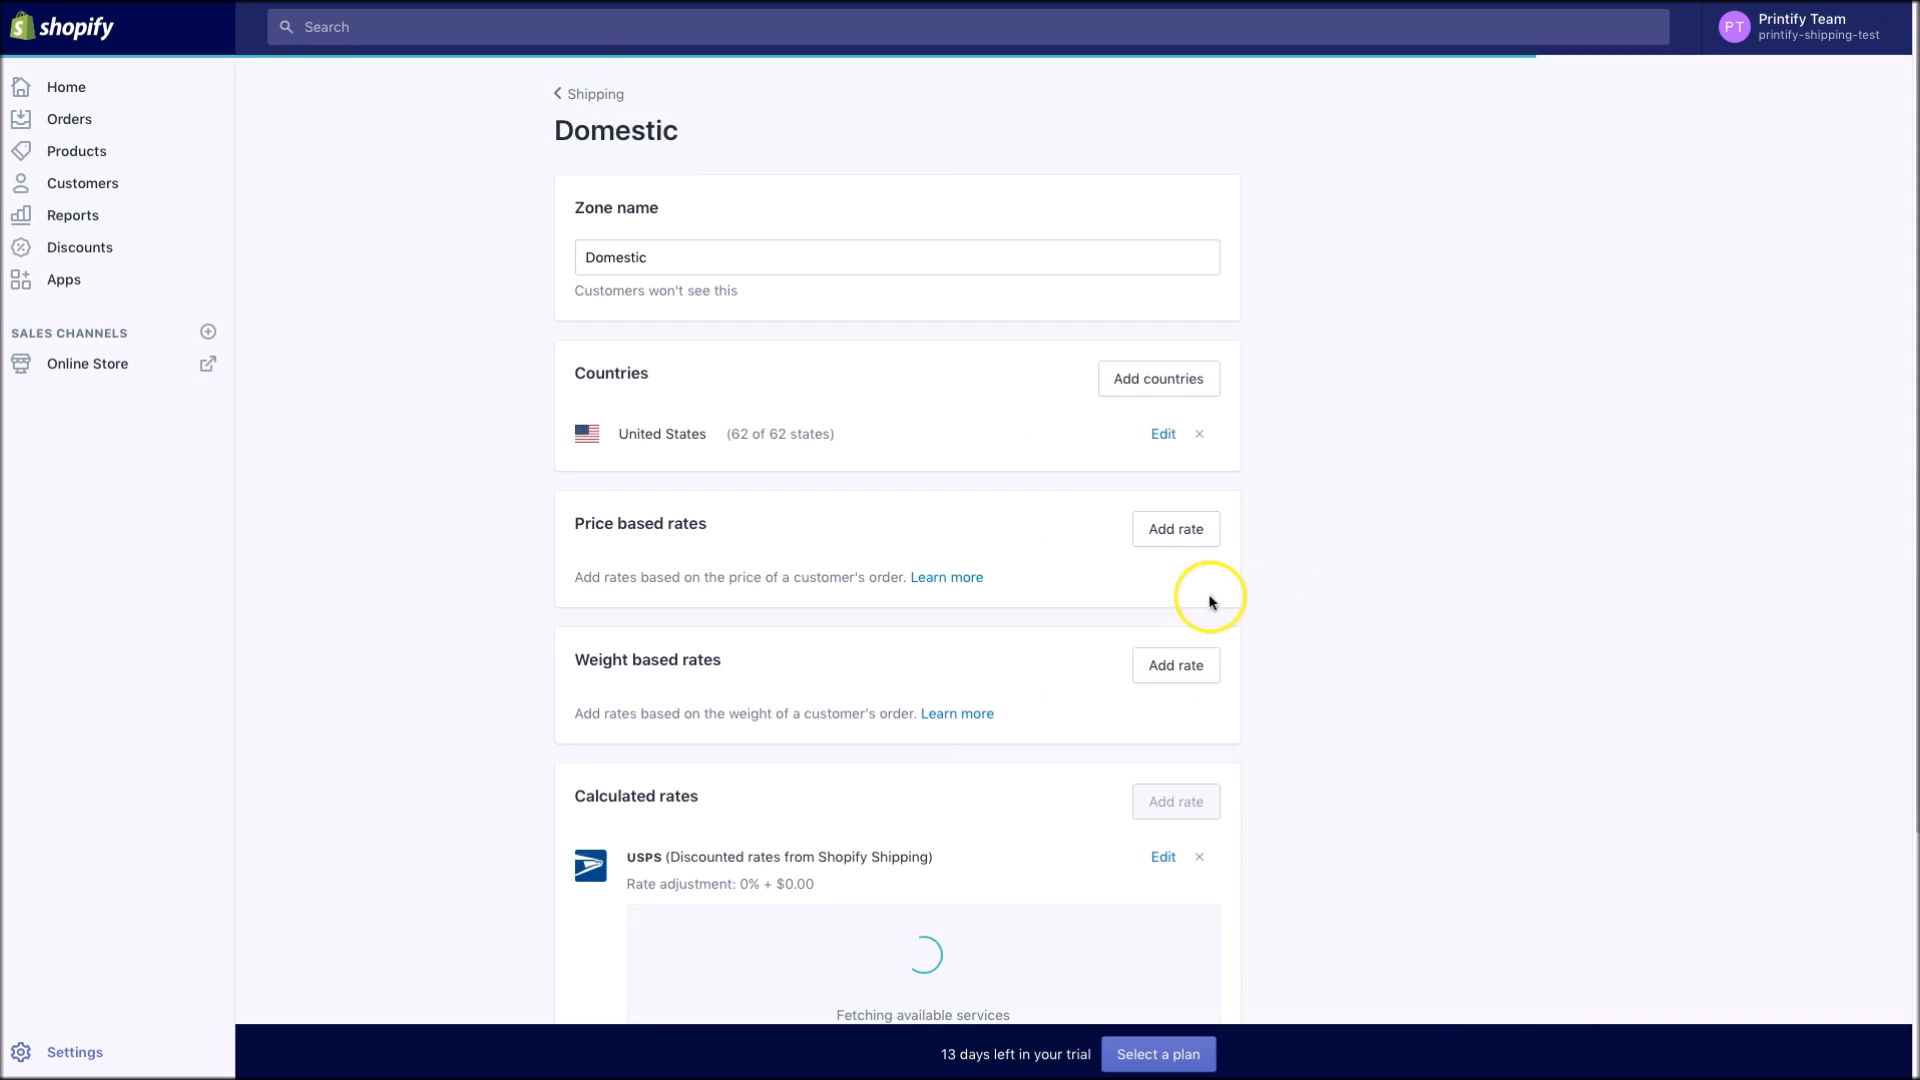 shopify
Search
PT
Printify Team
printify-shipping-test
Home
Orders
Products
Customers
Reports
Discounts
Apps
SALES CHANNELS
Online Store
Settings
Shipping
Domestic
Zone name
Domestic
Customers won't see this
Countries
Add countries
United States (62 of 62 states)
Edit
Price based rates
Add rate
Add rates based on the price of a customer's order. Learn more
Weight based rates
Add rate
Add rates based on the weight of a customer's order. Learn more
Calculated rates
Add rate
USPS (Discounted rates from Shopify Shipping)
Edit
Rate adjustment: 0% + $0.00
Fetching available services
13 days left in your trial
Select a plan